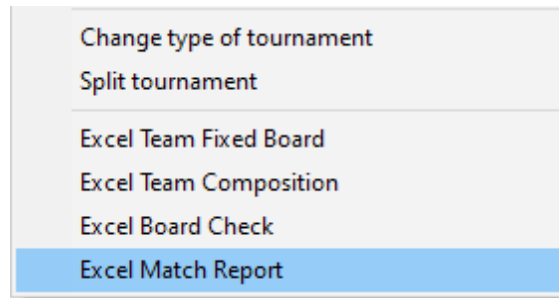 Change type of tournament
Split tournament
Excel Team Fixed Board
Excel Team Composition
Excel Board Check
Excel Match Report